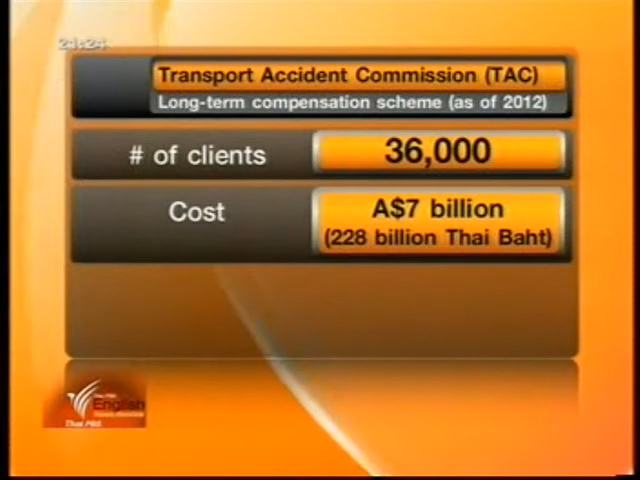 21:24
Transport Accident Commission (TAC)
Long-term compensation scheme (as of 2012)
# of clients
36,000
Cost
A$7 billion
(228 billion Thai Baht)
English
Thai PBS